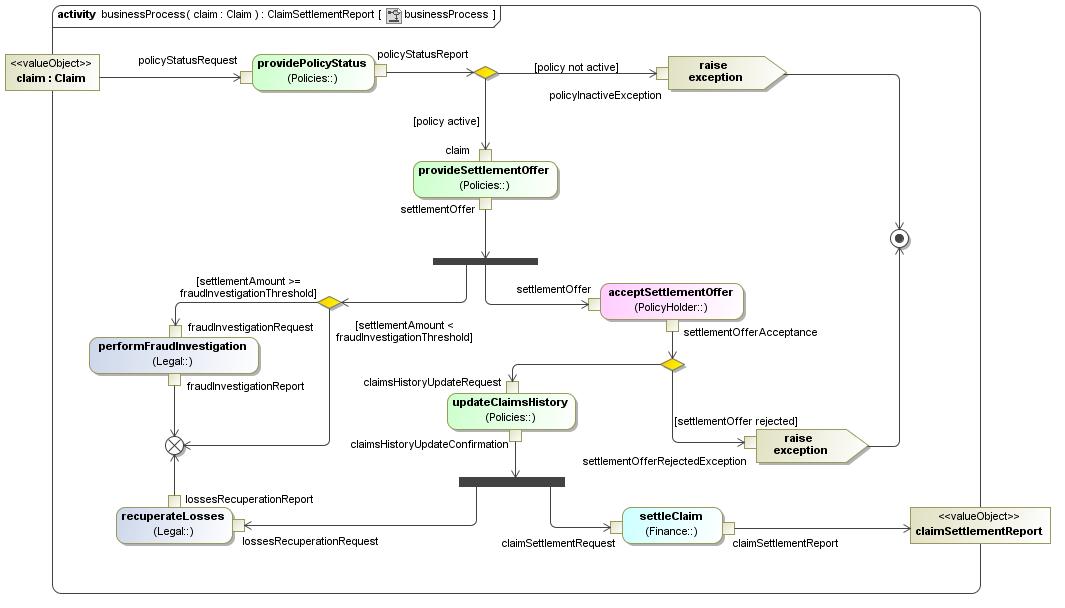 activity businessProcess( claim : Claim ) : ClaimSettlementReport [ businessProcess ]
<<valueObject>>
claim : Claim
policyStatusRequest
providePolicyStatus
(Policies::)
policyStatusReport
[policy not active]
raise
exception
policyInactiveException
[policy active]
claim
provideSettlementOffer
(Policies::)
settlementOffer
[settlementAmount >=
fraudInvestigationThreshold]
settlementOffer
acceptSettlementOffer
(PolicyHolder::)
fraudInvestigationRequest
[settlementAmount <
fraudInvestigationThreshold]
settlementOfferAcceptance
performFraudInvestigation
(Legal::)
fraudInvestigationReport
claimsHistoryUpdateRequest
updateClaimsHistory
(Policies::)
claimsHistoryUpdateConfirmation
[settlementOffer rejected]
raise
exception
settlementOfferRejectedException
lossesRecuperationReport
recuperateLosses
(Legal::)
lossesRecuperationRequest
settleClaim
(Finance::)
claimSettlementRequest
claimSettlementReport
<<valueObject>>
claimSettlementReport